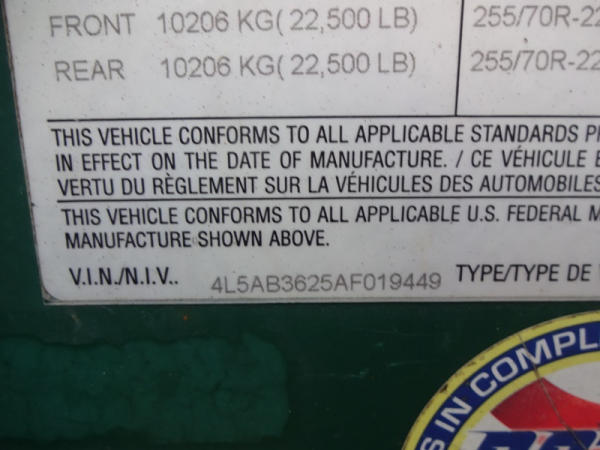 FRONT 10206 KG( 22,500 LB) 255/70R-22
REAR 10206 KG( 22,500 LB) 255/70R-22
THIS VEHICLE CONFORMS TO ALL APPLICABLE STANDARDS P
IN EFFECT ON THE DATE OF MANUFACTURE. / CE VÉHICULE E
VERTU DU RÈGLEMENT SUR LA VÉHICULES DES AUTOMOBILES
THIS VEHICLE CONFORMS TO ALL APPLICABLE U.S. FEDERAL M
MANUFACTURE SHOWN ABOVE.
V.I.N./N.I.V.. 4L5AB3625AF019449 TYPE/TYPE DE
S IN COMPL